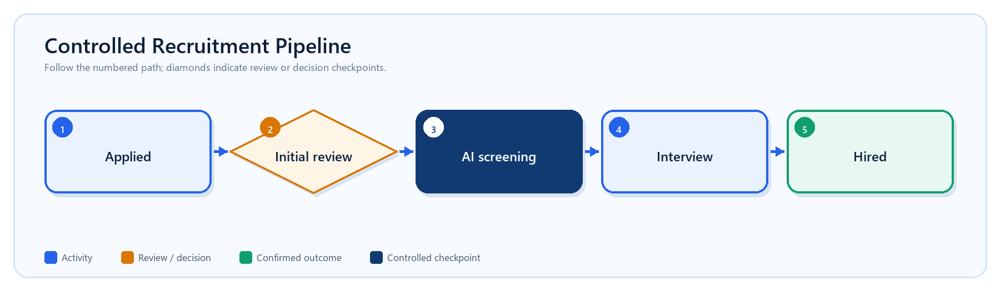 Controlled Recruitment Pipeline
Follow the numbered path; diamonds indicate review or decision checkpoints.
1
Applied
2
Initial review
3
AI screening
4
Interview
5
Hired
Activity
Review / decision
Confirmed outcome
Controlled checkpoint